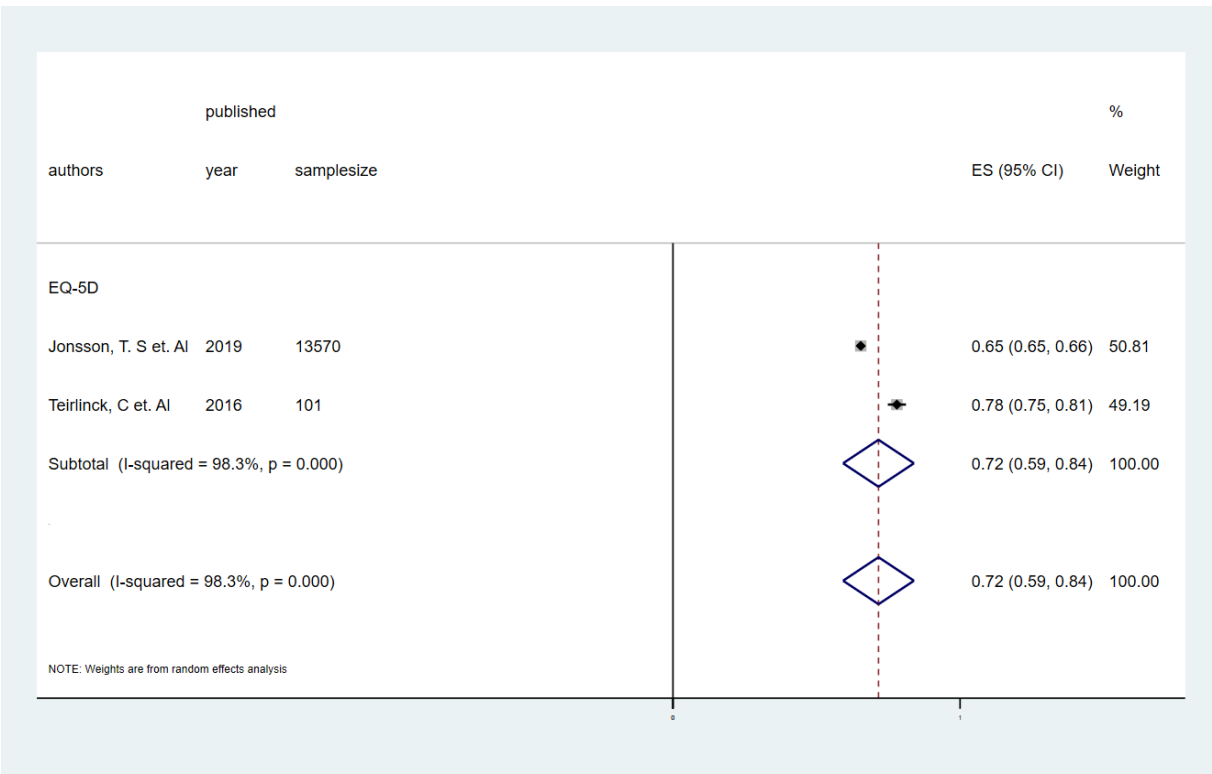 published %
authors year samplesize ES (95% CI) Weight
EQ-5D
Jonsson, T. S et. Al 2019 13570 0.65 (0.65, 0.66) 50.81
Teirlinck, C et. Al 2016 101 0.78 (0.75, 0.81) 49.19
Subtotal (I-squared = 98.3%, p = 0.000) 0.72 (0.59, 0.84) 100.00
.
Overall (I-squared = 98.3%, p = 0.000) 0.72 (0.59, 0.84) 100.00
NOTE: Weights are from random effects analysis
0 1